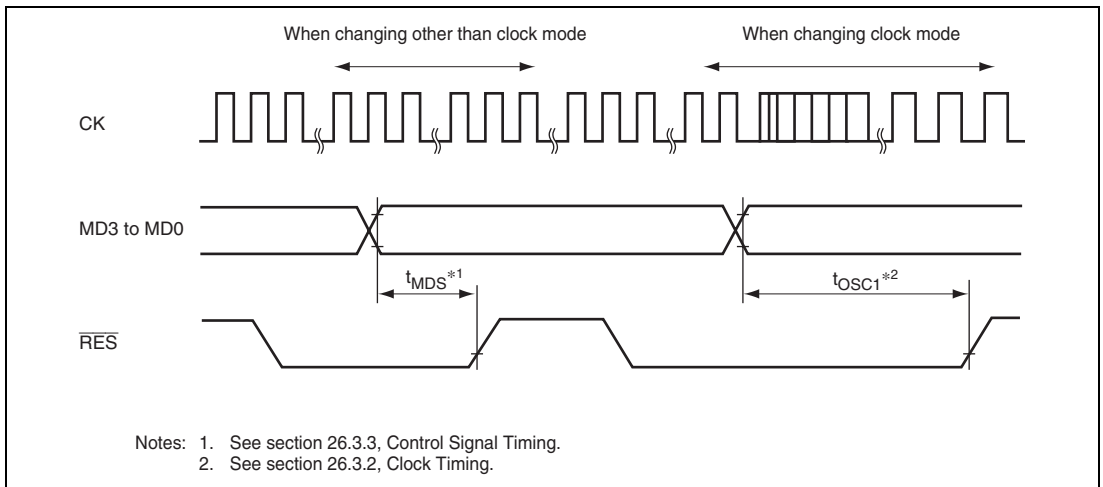 When changing other than clock mode
When changing clock mode
CK
MD3 to MD0
tMDS*1
tOSC1*2
RES
Notes: 1. See section 26.3.3, Control Signal Timing.
2. See section 26.3.2, Clock Timing.